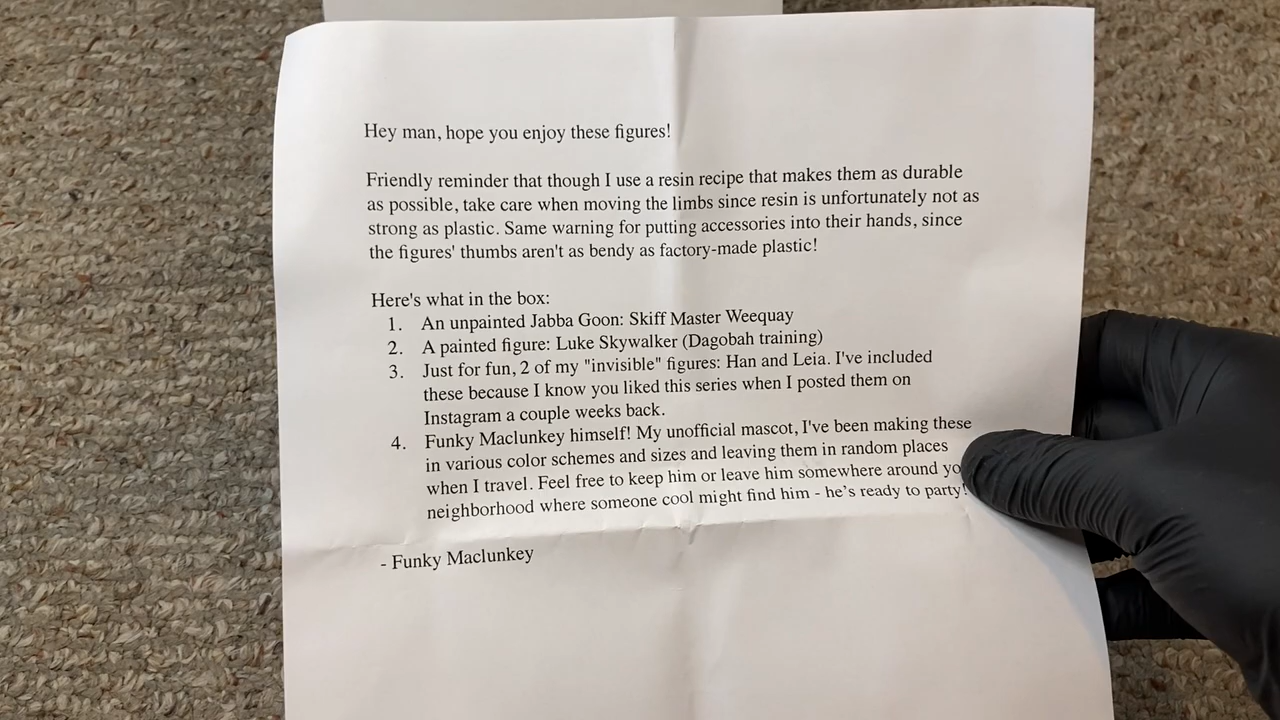 Hey man, hope you enjoy these figures!
Friendly reminder that though I use a resin recipe that makes them as durable
as possible, take care when moving the limbs since resin is unfortunately not as
strong as plastic. Same warning for putting accessories into their hands, since
the figures' thumbs aren't as bendy as factory-made plastic!
Here's what in the box:
1. An unpainted Jabba Goon: Skiff Master Weequay
2. A painted figure: Luke Skywalker (Dagobah training)
3. Just for fun, 2 of my "invisible" figures: Han and Leia. I've included
these because I know you liked this series when I posted them on
Instagram a couple weeks back.
4. Funky Maclunkey himself! My unofficial mascot, I've been making these
in various color schemes and sizes and leaving them in random places
when I travel. Feel free to keep him or leave him somewhere around yo
neighborhood where someone cool might find him - he's ready to party!
- Funky Maclunkey